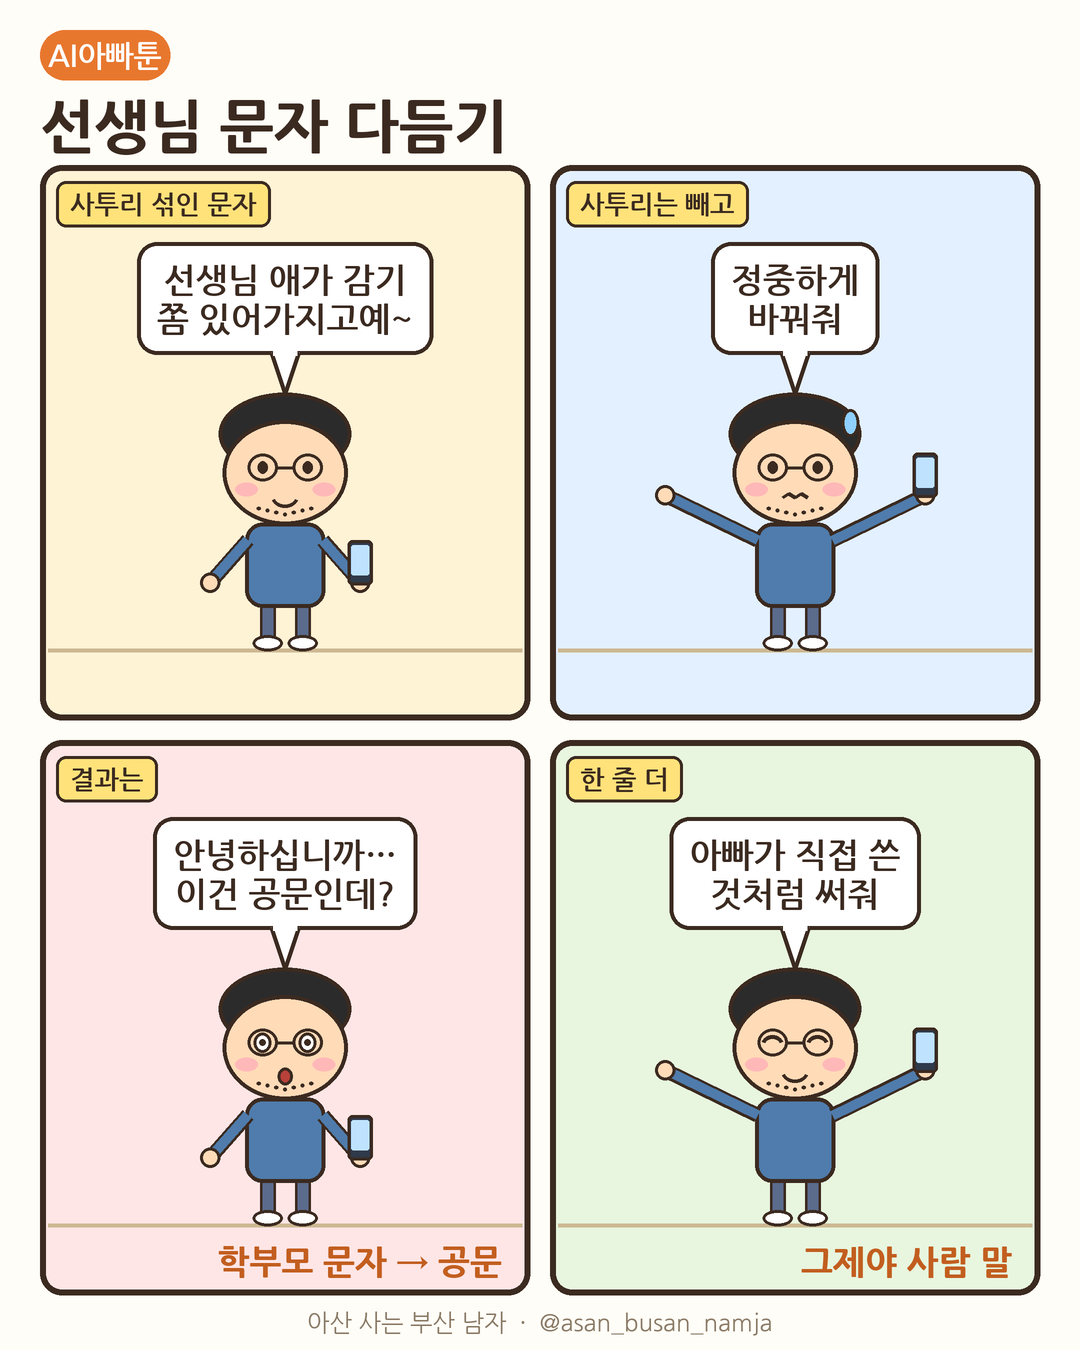 AI아빠툰
선생님 문자 다듬기
사투리 섞인 문자
선생님 애가 감기
쫌 있어가지고예~
사투리는 빼고
정중하게
바꿔줘
결과는
안녕하십니까…
이건 공문인데?
학부모 문자 → 공문
한 줄 더
아빠가 직접 쓴
것처럼 써줘
그제야 사람 말
아산 사는 부산 남자 · @asan_busan_namja